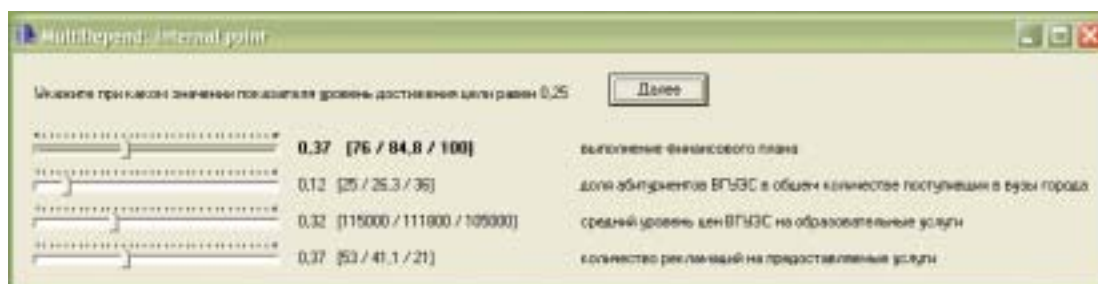 MultiDepend: Internal point
Укажите при каком значении показателя уровень достижения цели равен 0,25 Далее
0,37 [76 / 84,8 / 100] выполнение финансового плана
0,12 [25 / 26,3 / 36] доля абитуриентов ВГУЭС в общем количестве поступивших в вузы города
0,32 [115000 / 111800 / 105000] средний уровень цен ВГУЭС на образовательные услуги
0,37 [53 / 41,1 / 21] количество рекламаций на предоставляемые услуги